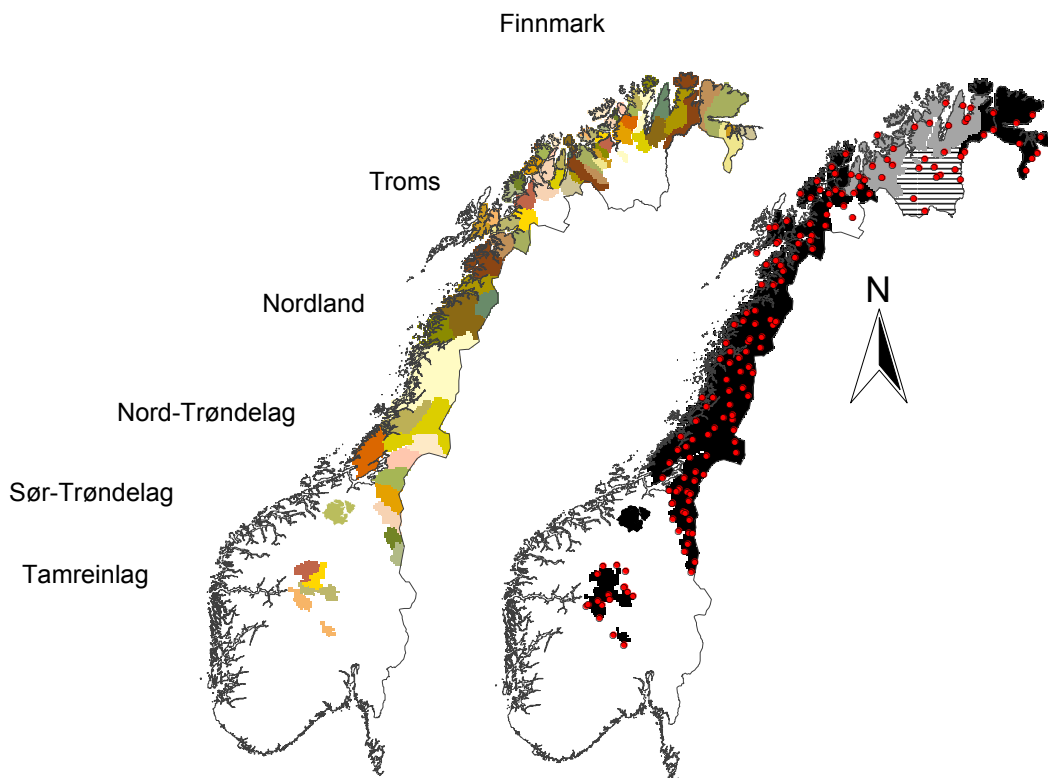 Finnmark
Troms
Nordland
N
Nord-Trøndelag
Sør-Trøndelag
Tamreinlag